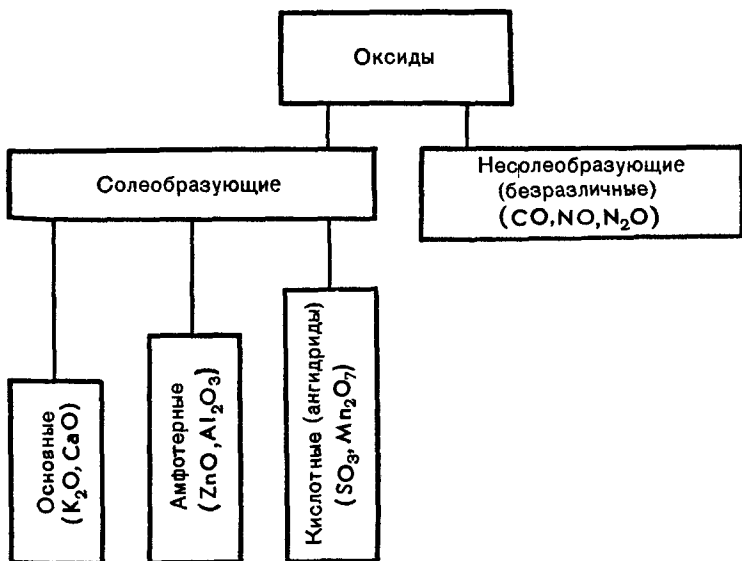 Оксиды
Солеобразующие
Несолеобразующие
(безразличные)
(CO, NO, N₂O)
Основные
(K₂O, CaO)
Амфотерные
(ZnO, Al₂O₃)
Кислотные (ангидриды)
(SO₃, Mn₂O₇)